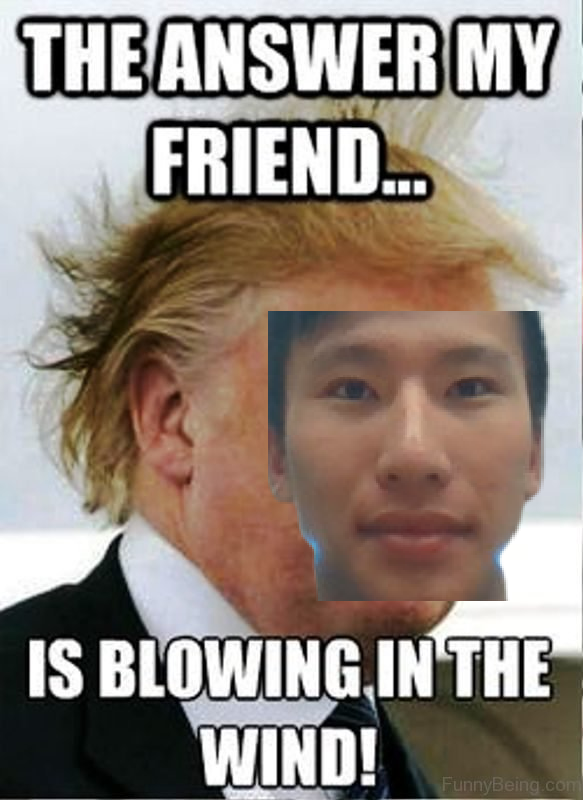 THE ANSWER MY
FRIEND...
IS BLOWING IN THE
WIND!
FunnyBeing.com